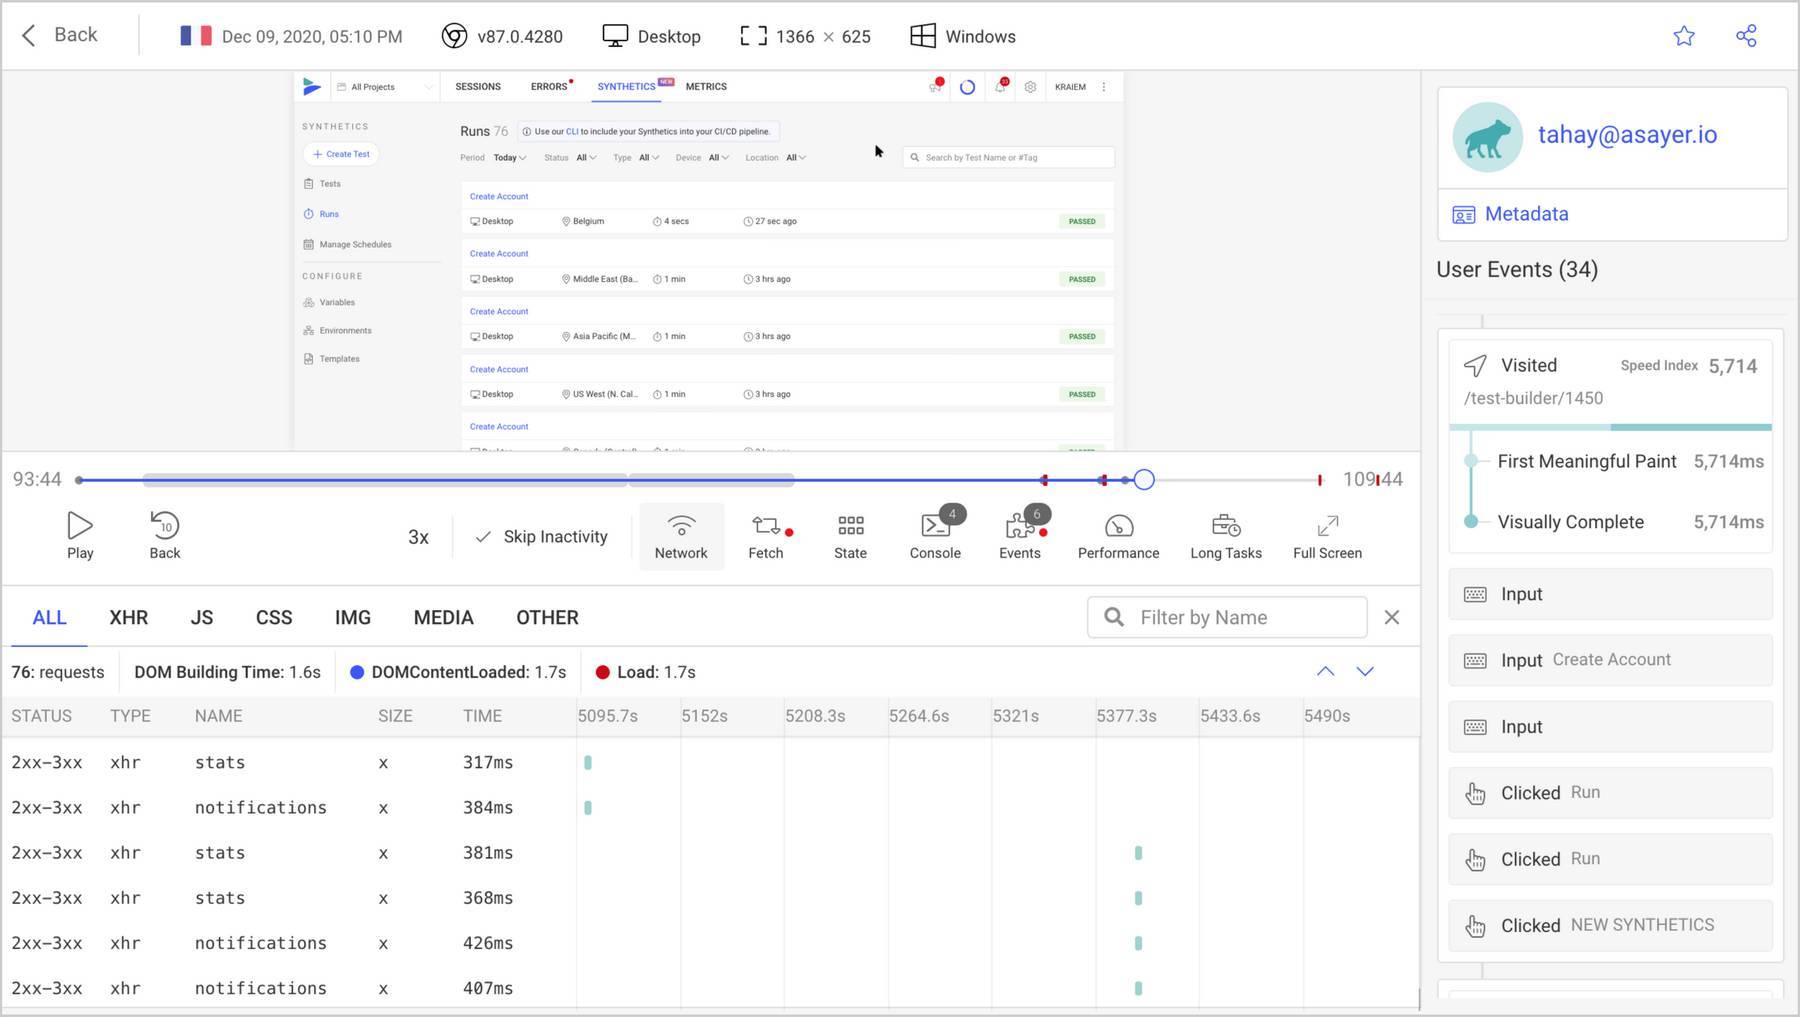 Back
Dec 09, 2020, 05:10 PM
v87.0.4280
Desktop
1366 × 625
Windows
All Projects
SESSIONS
ERRORS
SYNTHETICS
NEW
METRICS
KRAIEM
SYNTHETICS
+ Create Test
Tests
Runs
Manage Schedules
CONFIGURE
Variables
Environments
Templates
Runs 76
Use our CLI to include your Synthetics into your CI/CD pipeline.
Period Today Status All Type All Device All Location All
Search by Test Name or #Tag
Create Account
Desktop Belgium 4 secs 27 sec ago PASSED
Create Account
Desktop Middle East (Ba... 1 min 3 hrs ago PASSED
Create Account
Desktop Asia Pacific (M... 1 min 3 hrs ago PASSED
Create Account
Desktop US West (N. Cal... 1 min 3 hrs ago PASSED
Create Account
93:44
109:44
Play
10
Back
3x
Skip Inactivity
Network
Fetch
State
4
Console
6
Events
Performance
Long Tasks
Full Screen
ALL XHR JS CSS IMG MEDIA OTHER
Filter by Name
76: requests
DOM Building Time: 1.6s
DOMContentLoaded: 1.7s
Load: 1.7s
STATUS TYPE NAME SIZE TIME 5095.7s 5152s 5208.3s 5264.6s 5321s 5377.3s 5433.6s 5490s
2xx-3xx xhr stats x 317ms
2xx-3xx xhr notifications x 384ms
2xx-3xx xhr stats x 381ms
2xx-3xx xhr stats x 368ms
2xx-3xx xhr notifications x 426ms
2xx-3xx xhr notifications x 407ms
tahay@asayer.io
Metadata
User Events (34)
Visited
Speed Index 5,714
/test-builder/1450
First Meaningful Paint 5,714ms
Visually Complete 5,714ms
Input
Input Create Account
Input
Clicked Run
Clicked Run
Clicked NEW SYNTHETICS